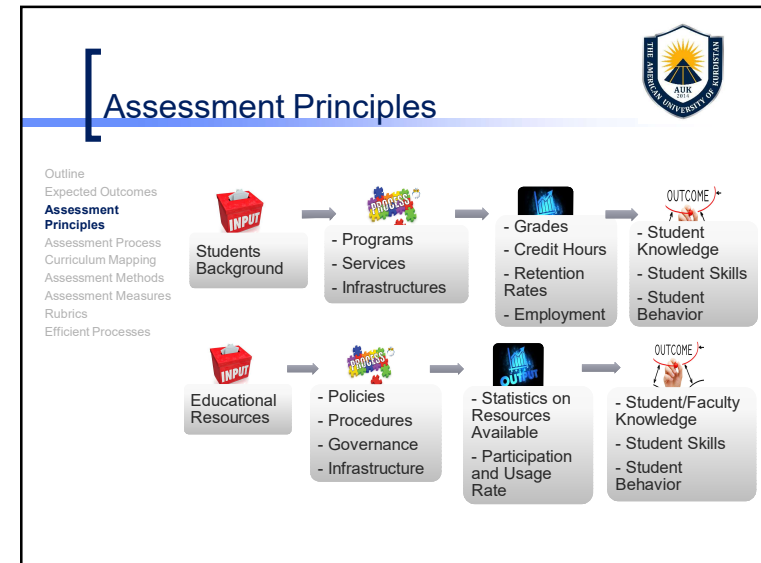 Assessment Principles
THE AMERICAN UNIVERSITY OF KURDISTAN
AUK
2014
Outline
Expected Outcomes
Assessment
Principles
Assessment Process
Curriculum Mapping
Assessment Methods
Assessment Measures
Rubrics
Efficient Processes
INPUT
Students
Background
PROCESS
- Programs
- Services
- Infrastructures
- Grades
- Credit Hours
- Retention
Rates
- Employment
OUTCOME
- Student
Knowledge
- Student Skills
- Student
Behavior
INPUT
Educational
Resources
PROCESS
- Policies
- Procedures
- Governance
- Infrastructure
OUTPUT
- Statistics on
Resources
Available
- Participation
and Usage
Rate
OUTCOME
- Student/Faculty
Knowledge
- Student Skills
- Student
Behavior